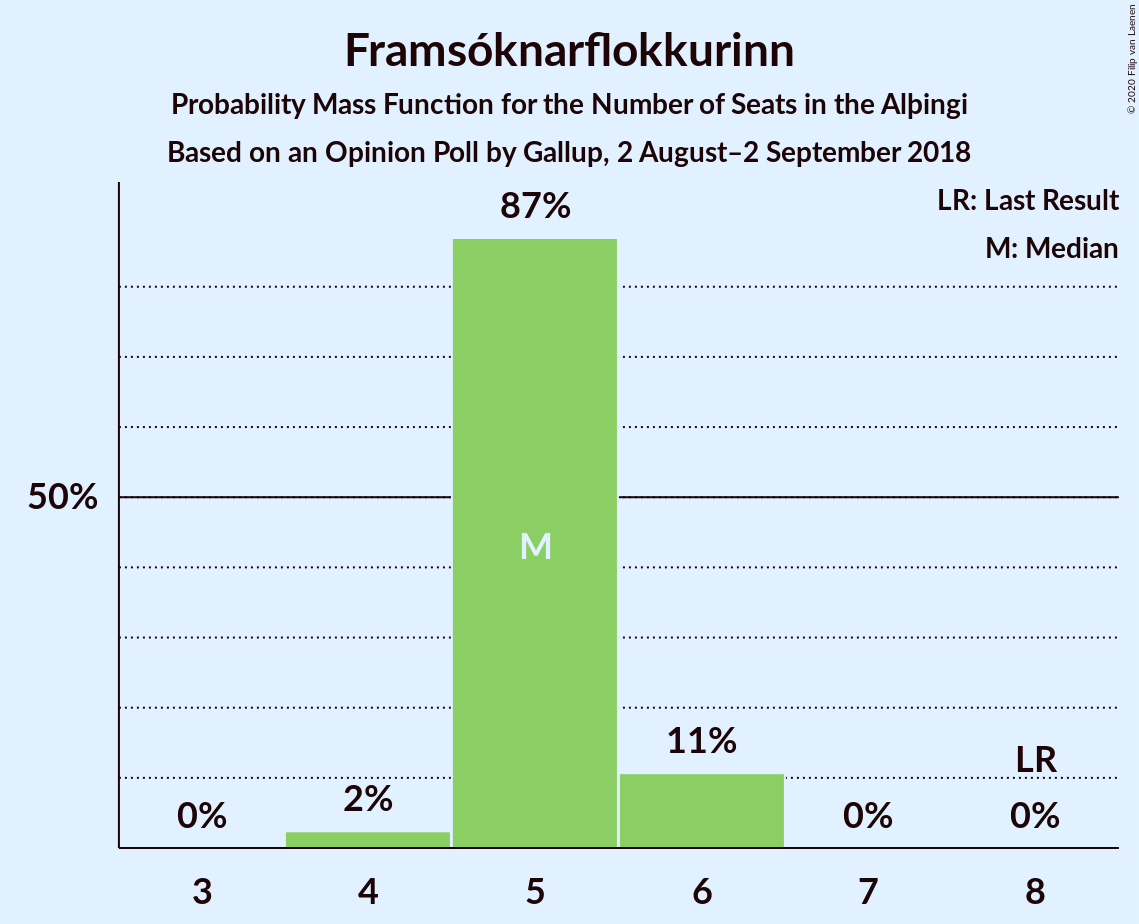 Framsóknarflokkurinn
Probability Mass Function for the Number of Seats in the Alþingi
Based on an Opinion Poll by Gallup, 2 August–2 September 2018
© 2020 Filip van Laenen
LR: Last Result
M: Median
87%
50%
M
11%
LR
2%
0%
0%
0%
3
4
5
6
7
8